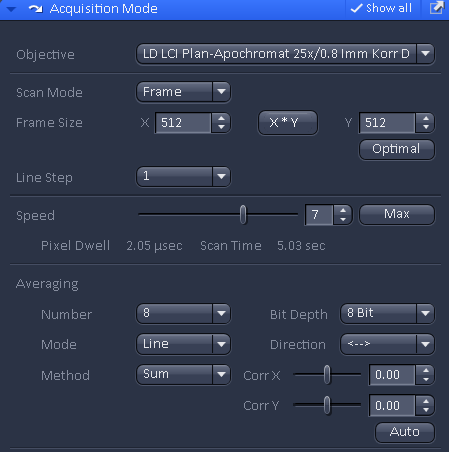 Acquisition Mode Show all
Objective LD LCI Plan-Apochromat 25x/0.8 Imm Korr D
Scan Mode Frame
Frame Size X 512 X * Y Y 512
Optimal
Line Step 1
Speed 7 Max
Pixel Dwell 2.05 µsec Scan Time 5.03 sec
Averaging
Number 8 Bit Depth 8 Bit
Mode Line Direction <-->
Method Sum Corr X 0.00
Corr Y 0.00
Auto